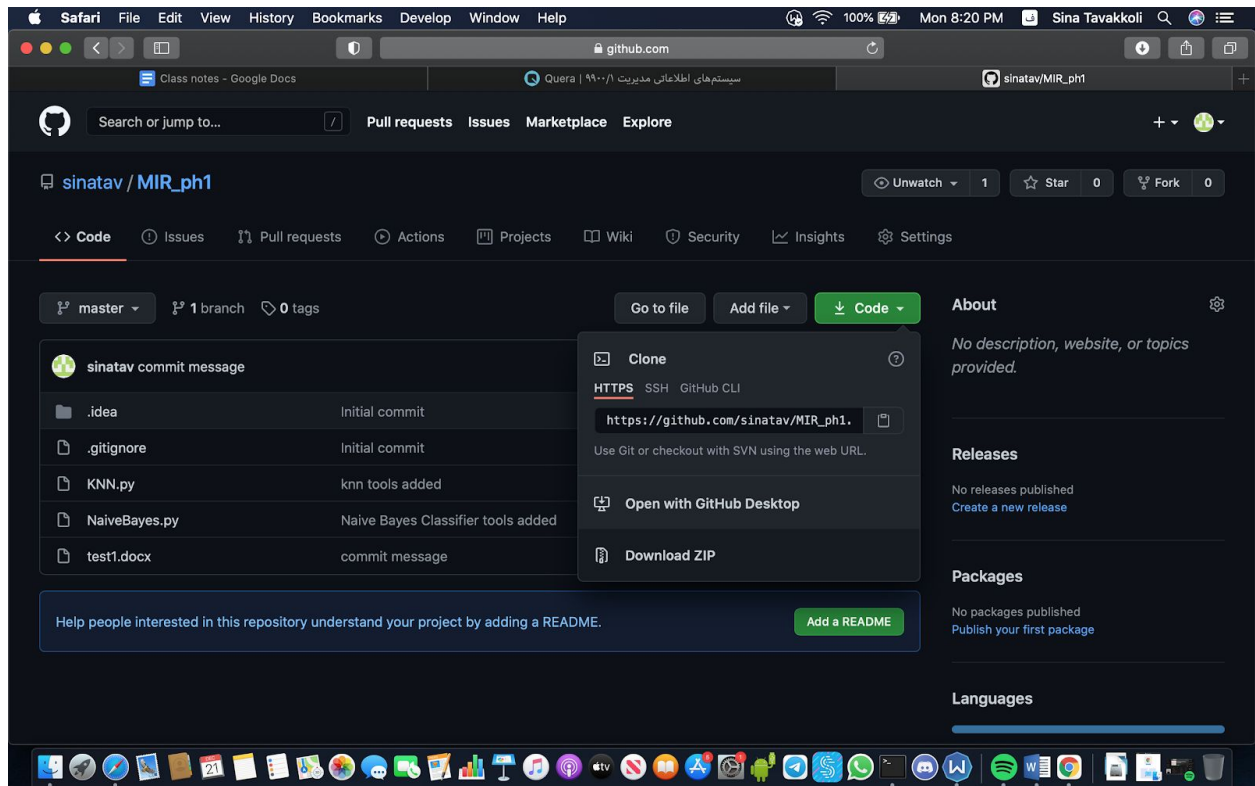 Safari File Edit View History Bookmarks Develop Window Help 100% Mon 8:20 PM ف Sina Tavakkoli
github.com
Class notes - Google Docs
Quera | سیستم‌های اطلاعاتی مدیریت ۹۹۰۰/۱
sinatav/MIR_ph1
Search or jump to... / Pull requests Issues Marketplace Explore
sinatav / MIR_ph1
Unwatch 1 Star 0 Fork 0
Code Issues Pull requests Actions Projects Wiki Security Insights Settings
master 1 branch 0 tags
Go to file Add file Code
sinatav commit message
.idea Initial commit
.gitignore Initial commit
KNN.py knn tools added
NaiveBayes.py Naive Bayes Classifier tools added
test1.docx commit message
Clone
HTTPS SSH GitHub CLI
https://github.com/sinatav/MIR_ph1.
Use Git or checkout with SVN using the web URL.
Open with GitHub Desktop
Download ZIP
Help people interested in this repository understand your project by adding a README.
Add a README
About
No description, website, or topics
provided.
Releases
No releases published
Create a new release
Packages
No packages published
Publish your first package
Languages
21
tv